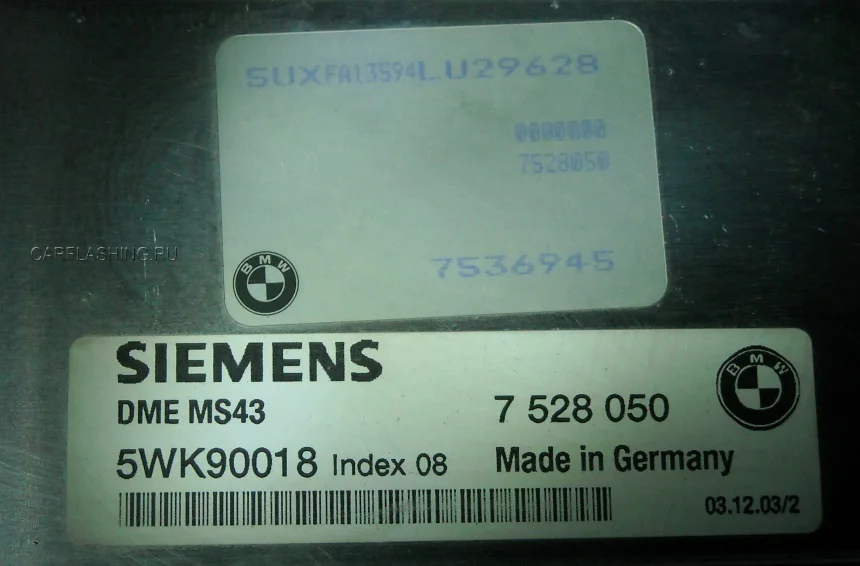 5UXFA13594LU29628
0000000
7528050
CARFLASHING.RU
BMW
7536945
SIEMENS
BMW
DME MS43 7 528 050
5WK90018 Index 08 Made in Germany
03.12.03/2